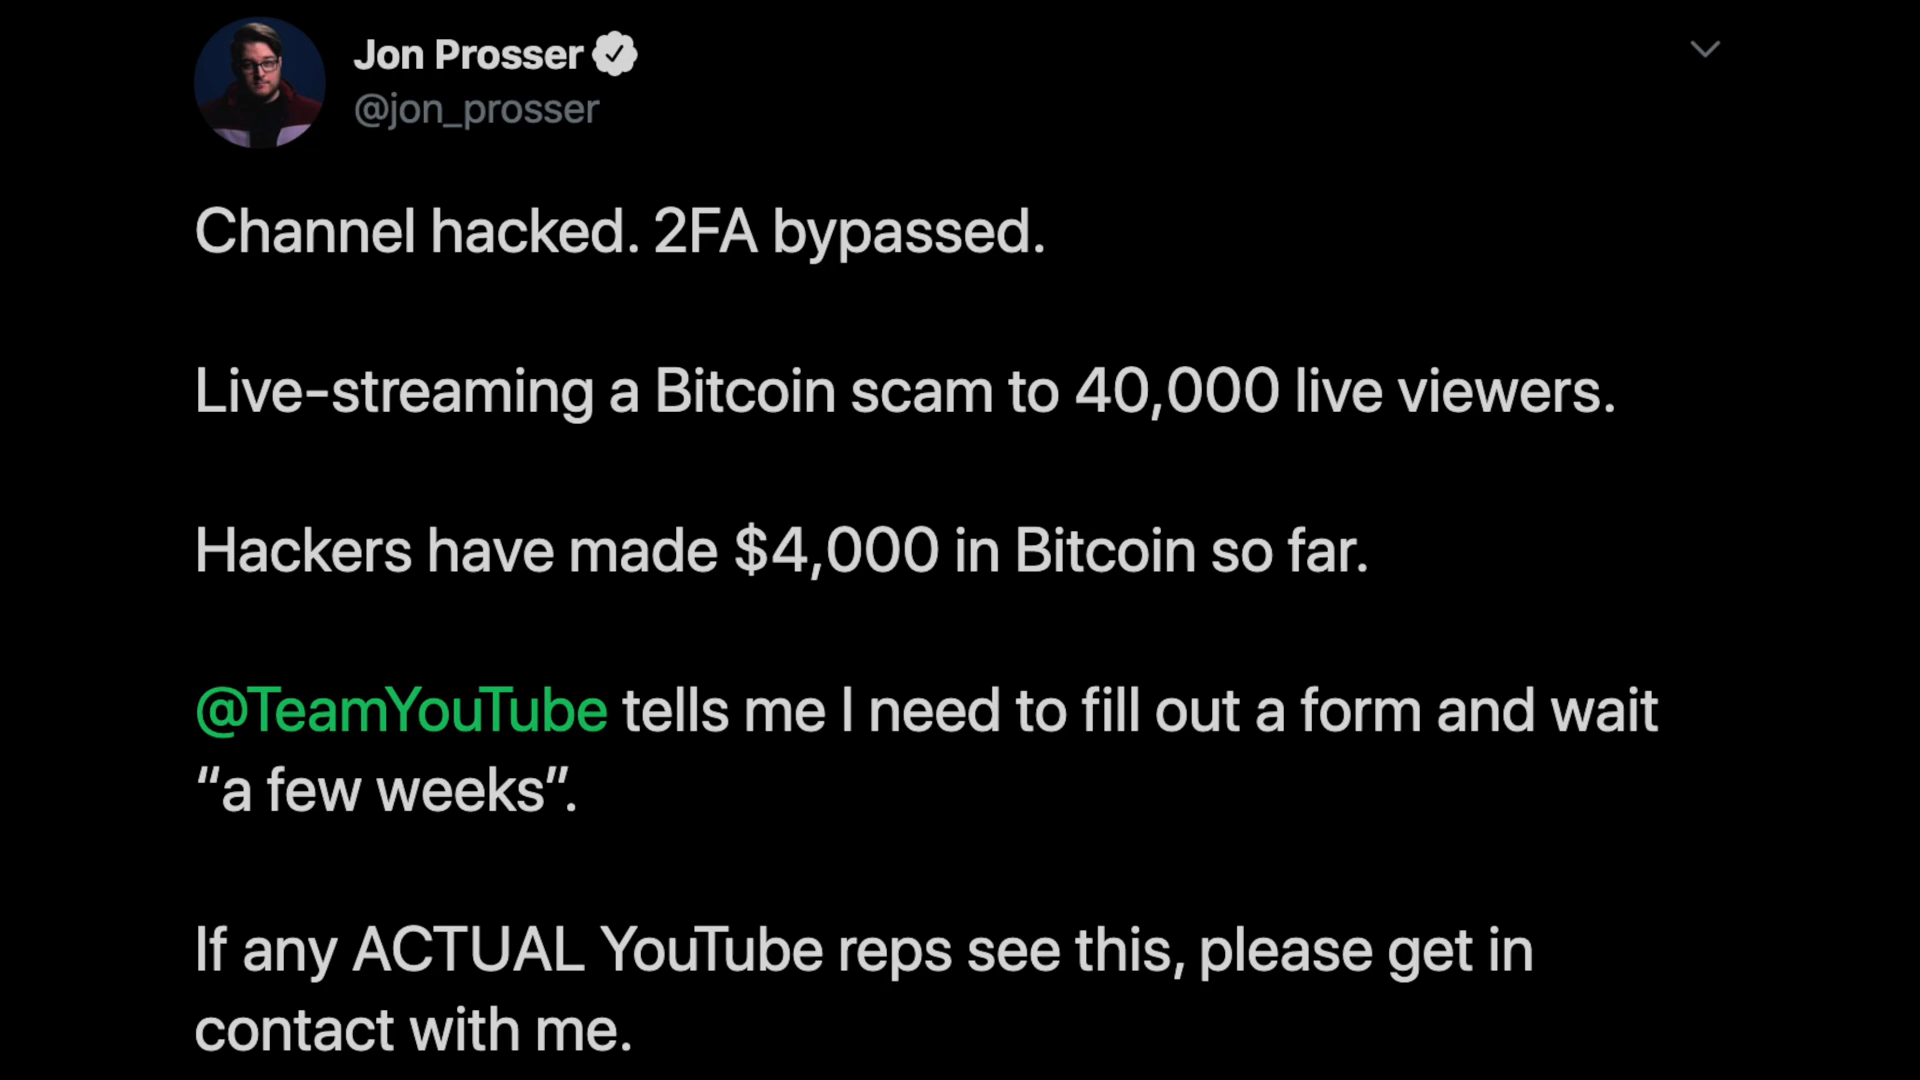 Jon Prosser
@jon_prosser
Channel hacked. 2FA bypassed.
Live-streaming a Bitcoin scam to 40,000 live viewers.
Hackers have made $4,000 in Bitcoin so far.
@TeamYouTube tells me I need to fill out a form and wait
“a few weeks”.
If any ACTUAL YouTube reps see this, please get in
contact with me.